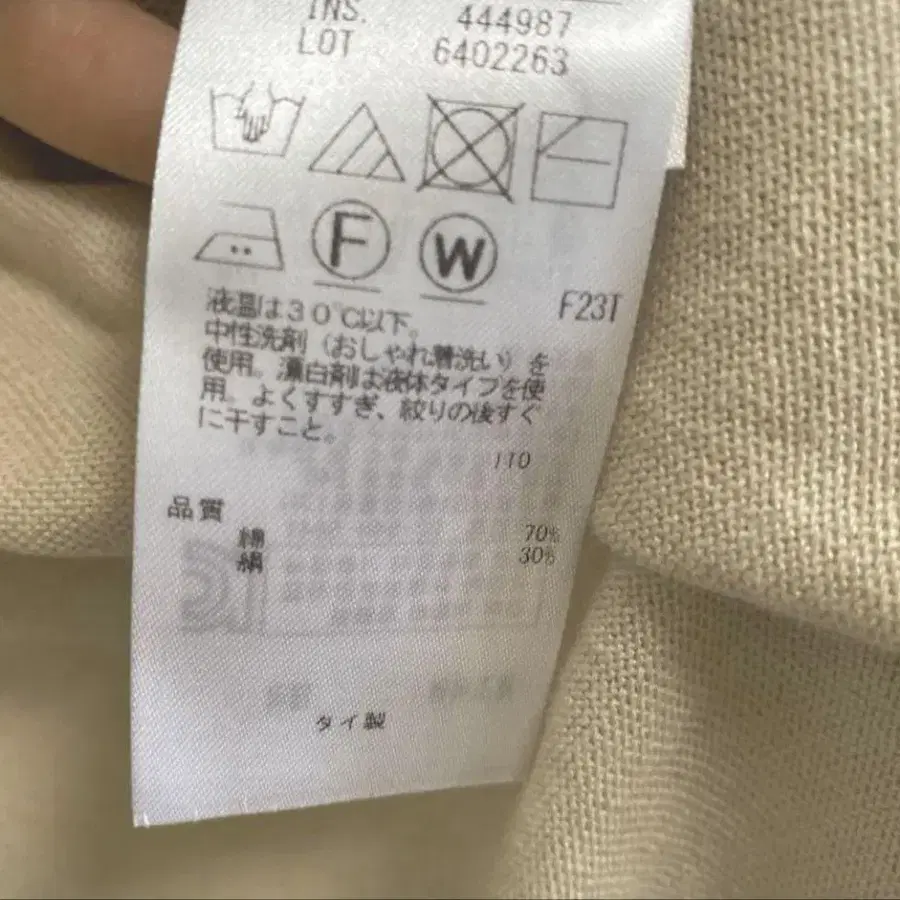 INS. 444987
LOT 6402263
F
W
F23T
液温は30℃以下。
中性洗剤(おしゃれ着洗い)を
使用。漂白剤は液体タイプを使
用。よくすすぎ、絞りの後すぐ
に干すこと。
110
品質
綿 70%
絹 30%
タイ製